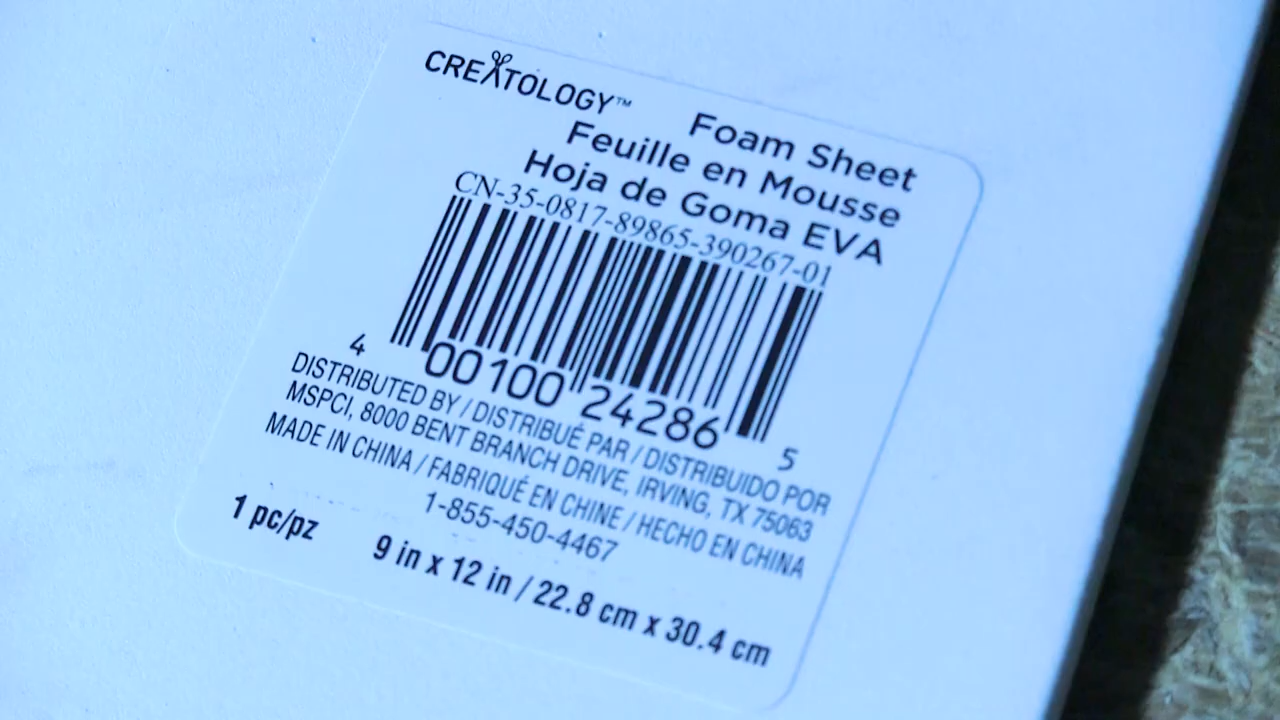 CREATOLOGY™
Foam Sheet
Feuille en Mousse
Hoja de Goma EVA
CN-35-0817-89865-390267-01
4 00100 24286 5
DISTRIBUTED BY / DISTRIBUÉ PAR / DISTRIBUIDO POR
MSPCI, 8000 BENT BRANCH DRIVE, IRVING, TX 75063
MADE IN CHINA / FABRIQUÉ EN CHINE / HECHO EN CHINA
1-855-450-4467
1 pc/pz
9 in x 12 in / 22.8 cm x 30.4 cm